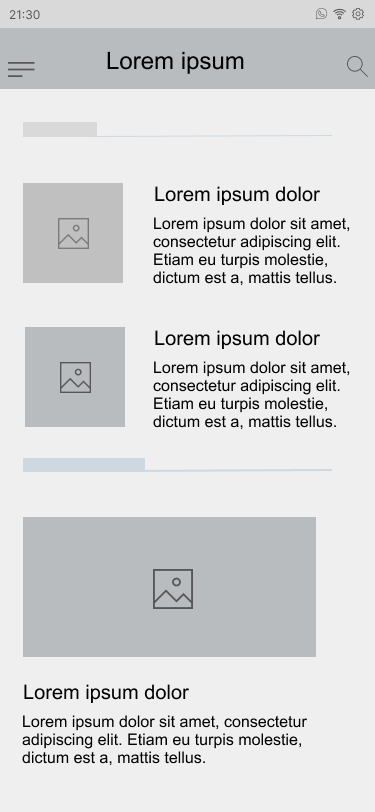 21:30
Lorem ipsum
Lorem ipsum dolor
Lorem ipsum dolor sit amet,
consectetur adipiscing elit.
Etiam eu turpis molestie,
dictum est a, mattis tellus.
Lorem ipsum dolor
Lorem ipsum dolor sit amet,
consectetur adipiscing elit.
Etiam eu turpis molestie,
dictum est a, mattis tellus.
Lorem ipsum dolor
Lorem ipsum dolor sit amet, consectetur
adipiscing elit. Etiam eu turpis molestie,
dictum est a, mattis tellus.